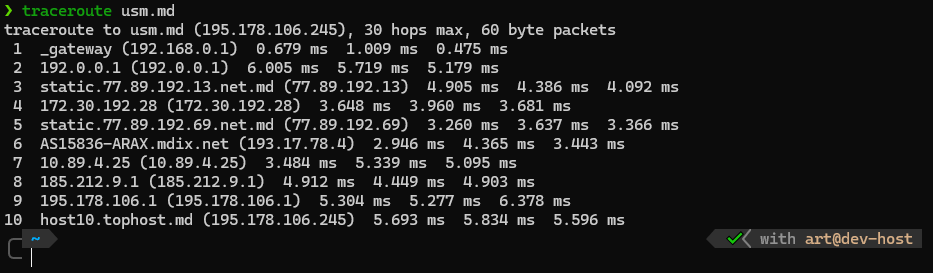 ❯ traceroute usm.md
traceroute to usm.md (195.178.106.245), 30 hops max, 60 byte packets
 1  _gateway (192.168.0.1)  0.679 ms  1.009 ms  0.475 ms
 2  192.0.0.1 (192.0.0.1)  6.005 ms  5.719 ms  5.179 ms
 3  static.77.89.192.13.net.md (77.89.192.13)  4.905 ms  4.386 ms  4.092 ms
 4  172.30.192.28 (172.30.192.28)  3.648 ms  3.960 ms  3.681 ms
 5  static.77.89.192.69.net.md (77.89.192.69)  3.260 ms  3.637 ms  3.366 ms
 6  AS15836-ARAX.mdix.net (193.17.78.4)  2.946 ms  4.365 ms  3.443 ms
 7  10.89.4.25 (10.89.4.25)  3.484 ms  5.339 ms  5.095 ms
 8  185.212.9.1 (185.212.9.1)  4.912 ms  4.449 ms  4.903 ms
 9  195.178.106.1 (195.178.106.1)  5.304 ms  5.277 ms  6.378 ms
10  host10.tophost.md (195.178.106.245)  5.693 ms  5.834 ms  5.596 ms
~ ✔ with art@dev-host